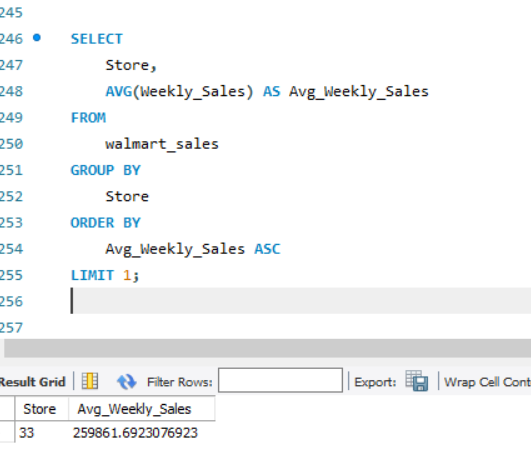 245
246 SELECT
247 Store,
248 AVG(Weekly_Sales) AS Avg_Weekly_Sales
249 FROM
250 walmart_sales
251 GROUP BY
252 Store
253 ORDER BY
254 Avg_Weekly_Sales ASC
255 LIMIT 1;
256
257
Result Grid Filter Rows: Export: Wrap Cell Cont
Store Avg_Weekly_Sales
33 259861.6923076923